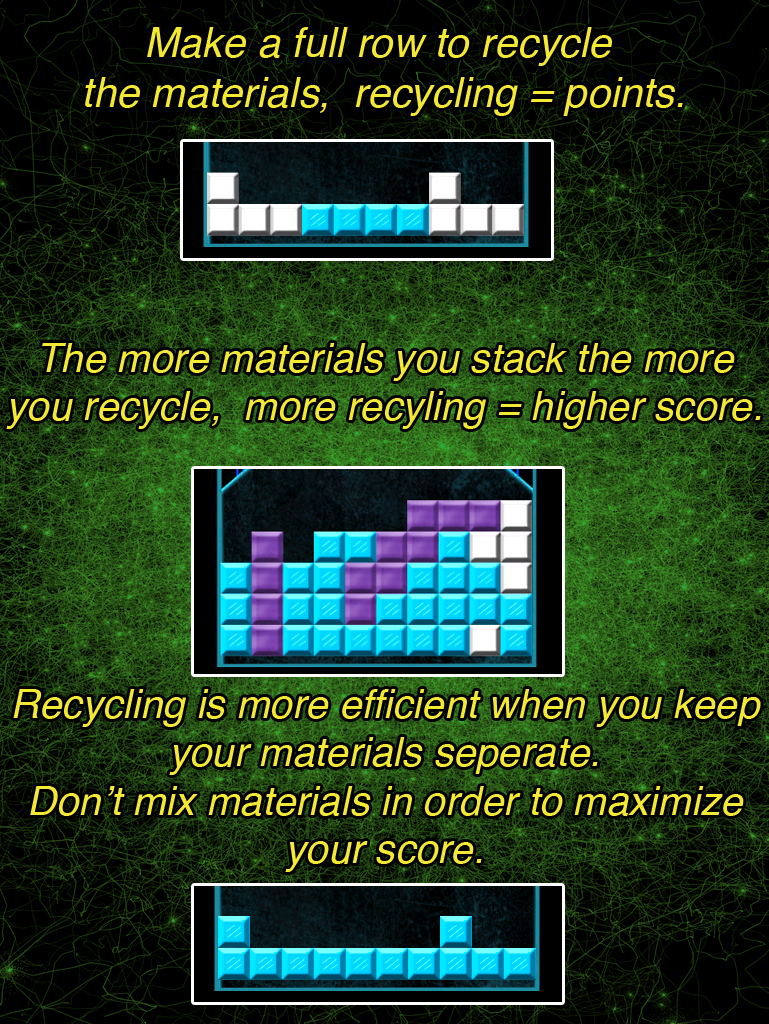 Make a full row to recycle
the materials,  recycling = points.
The more materials you stack the more
you recycle,  more recyling = higher score.
Recycling is more efficient when you keep
your materials seperate.
Don't mix materials in order to maximize
your score.